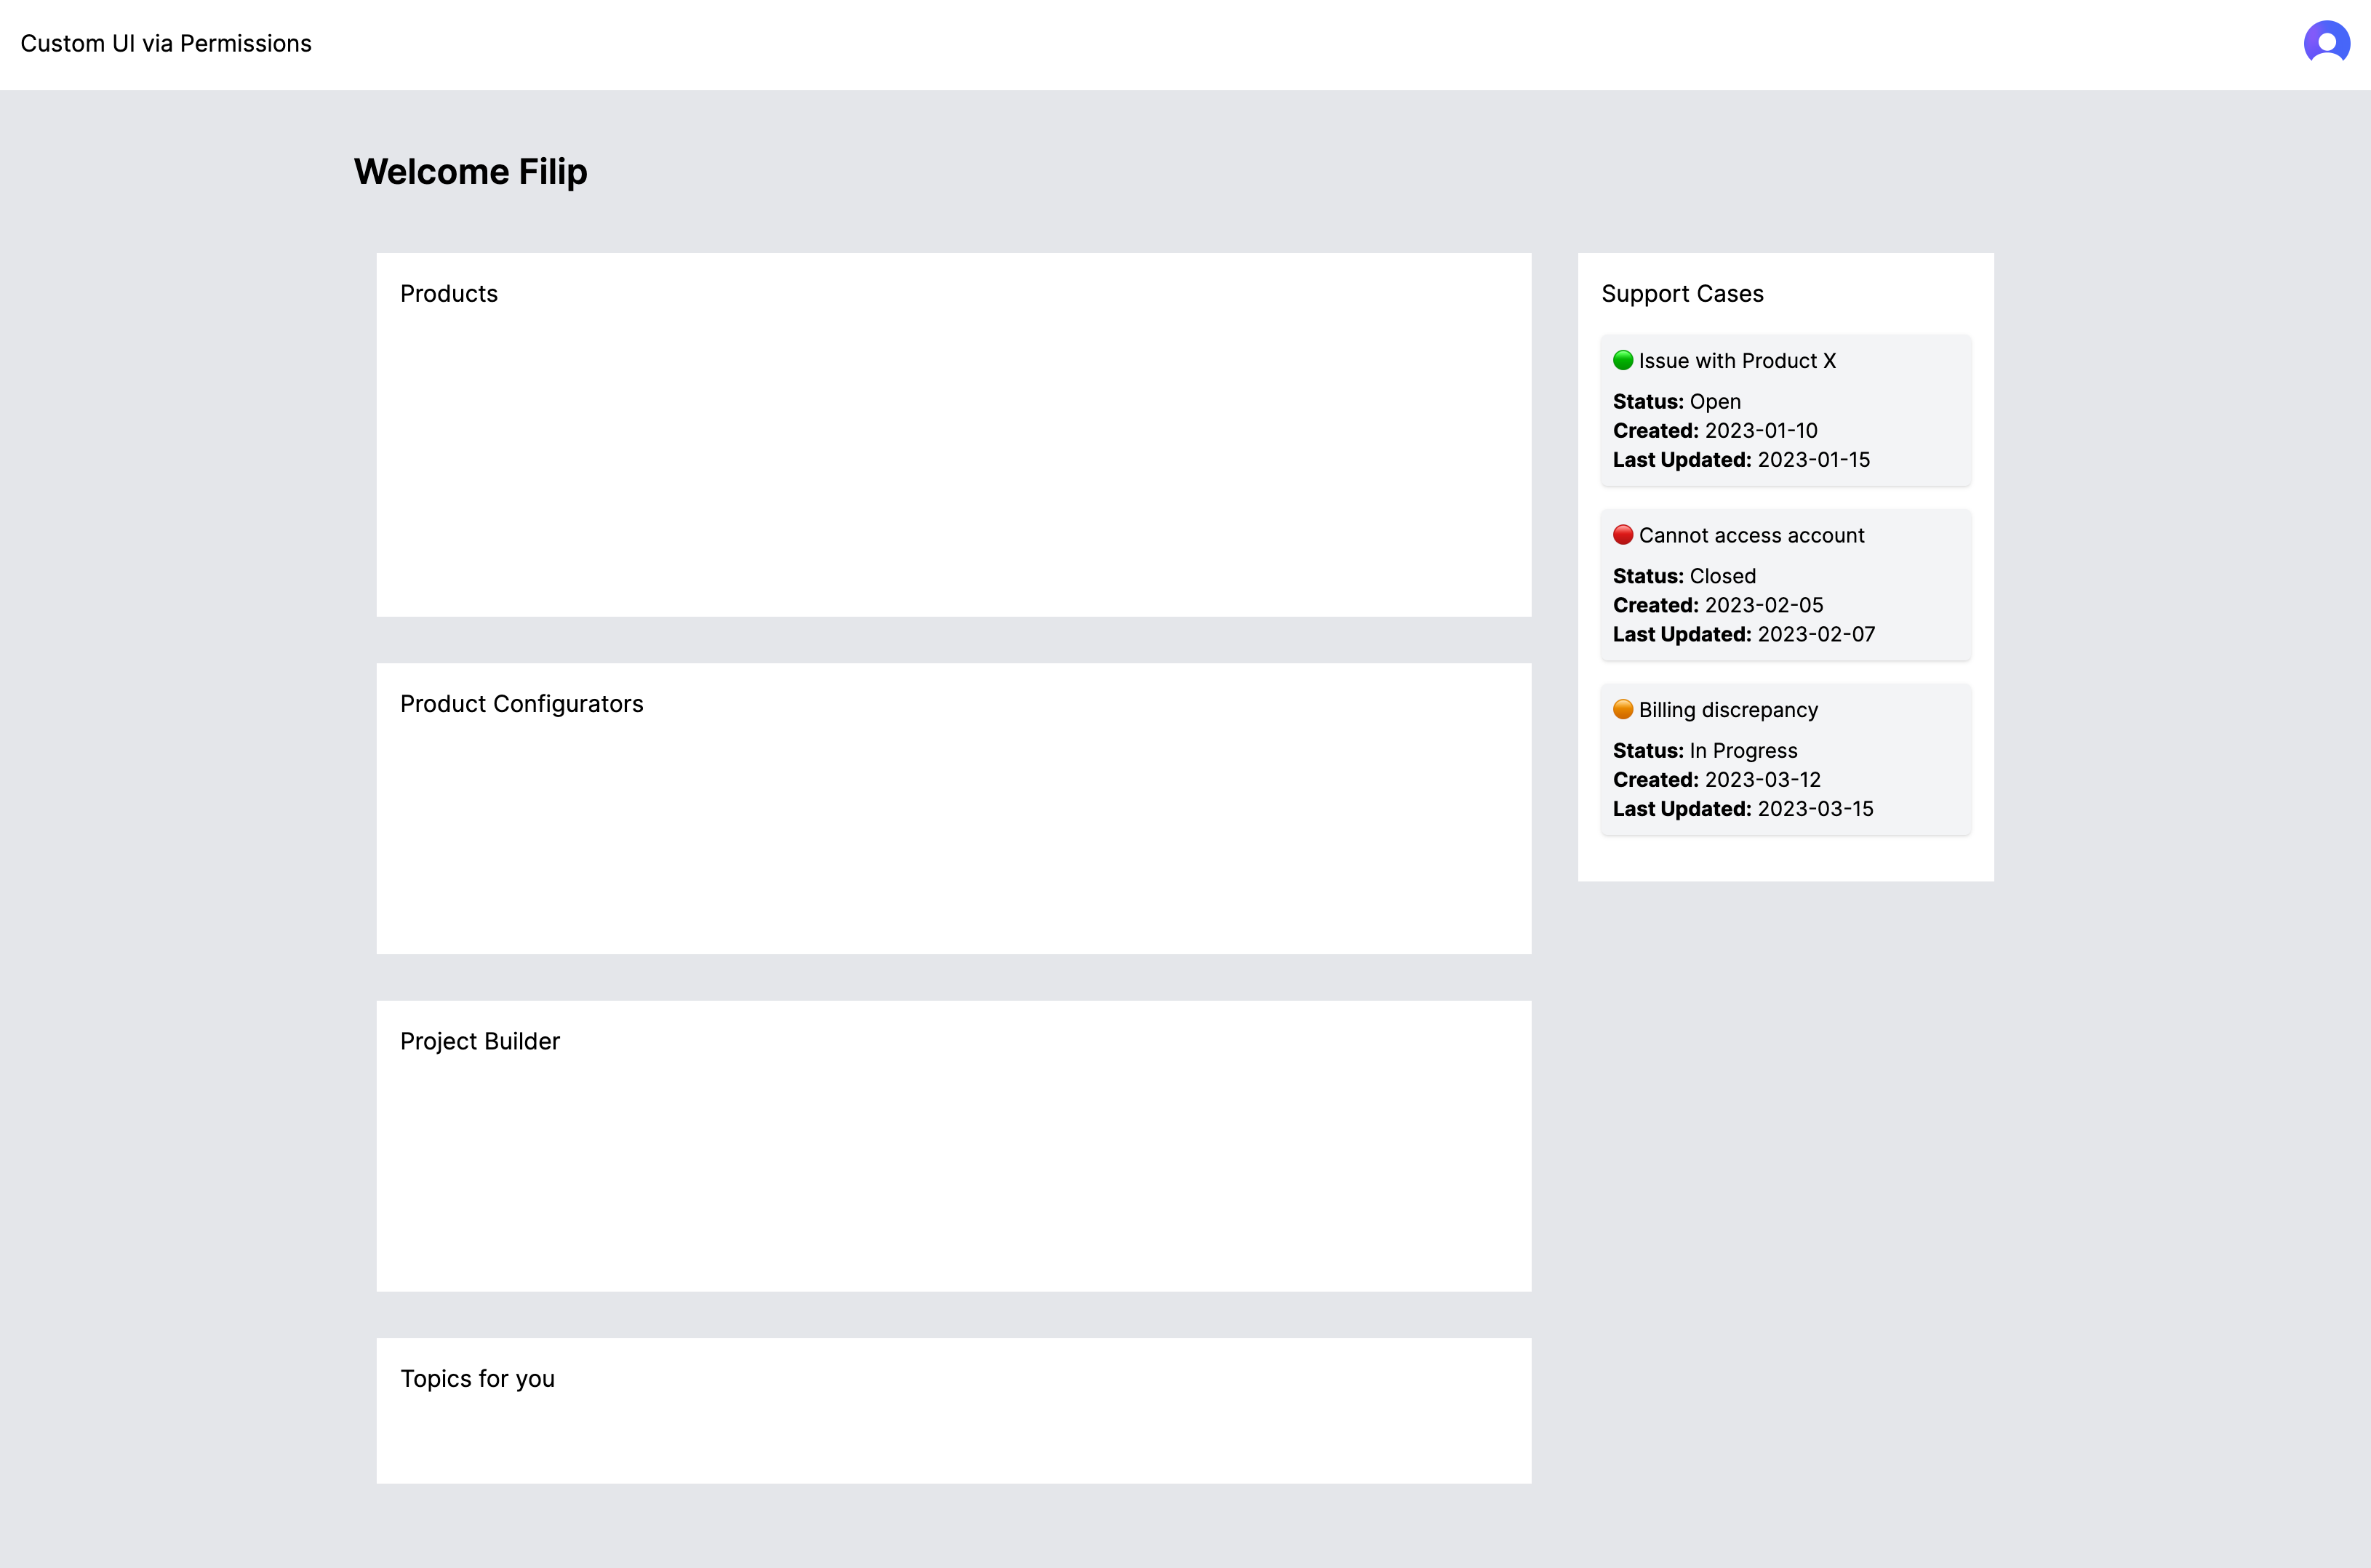 Custom UI via Permissions
Welcome Filip
Products
Product Configurators
Project Builder
Topics for you
Support Cases
Issue with Product X
Status: Open
Created: 2023-01-10
Last Updated: 2023-01-15
Cannot access account
Status: Closed
Created: 2023-02-05
Last Updated: 2023-02-07
Billing discrepancy
Status: In Progress
Created: 2023-03-12
Last Updated: 2023-03-15